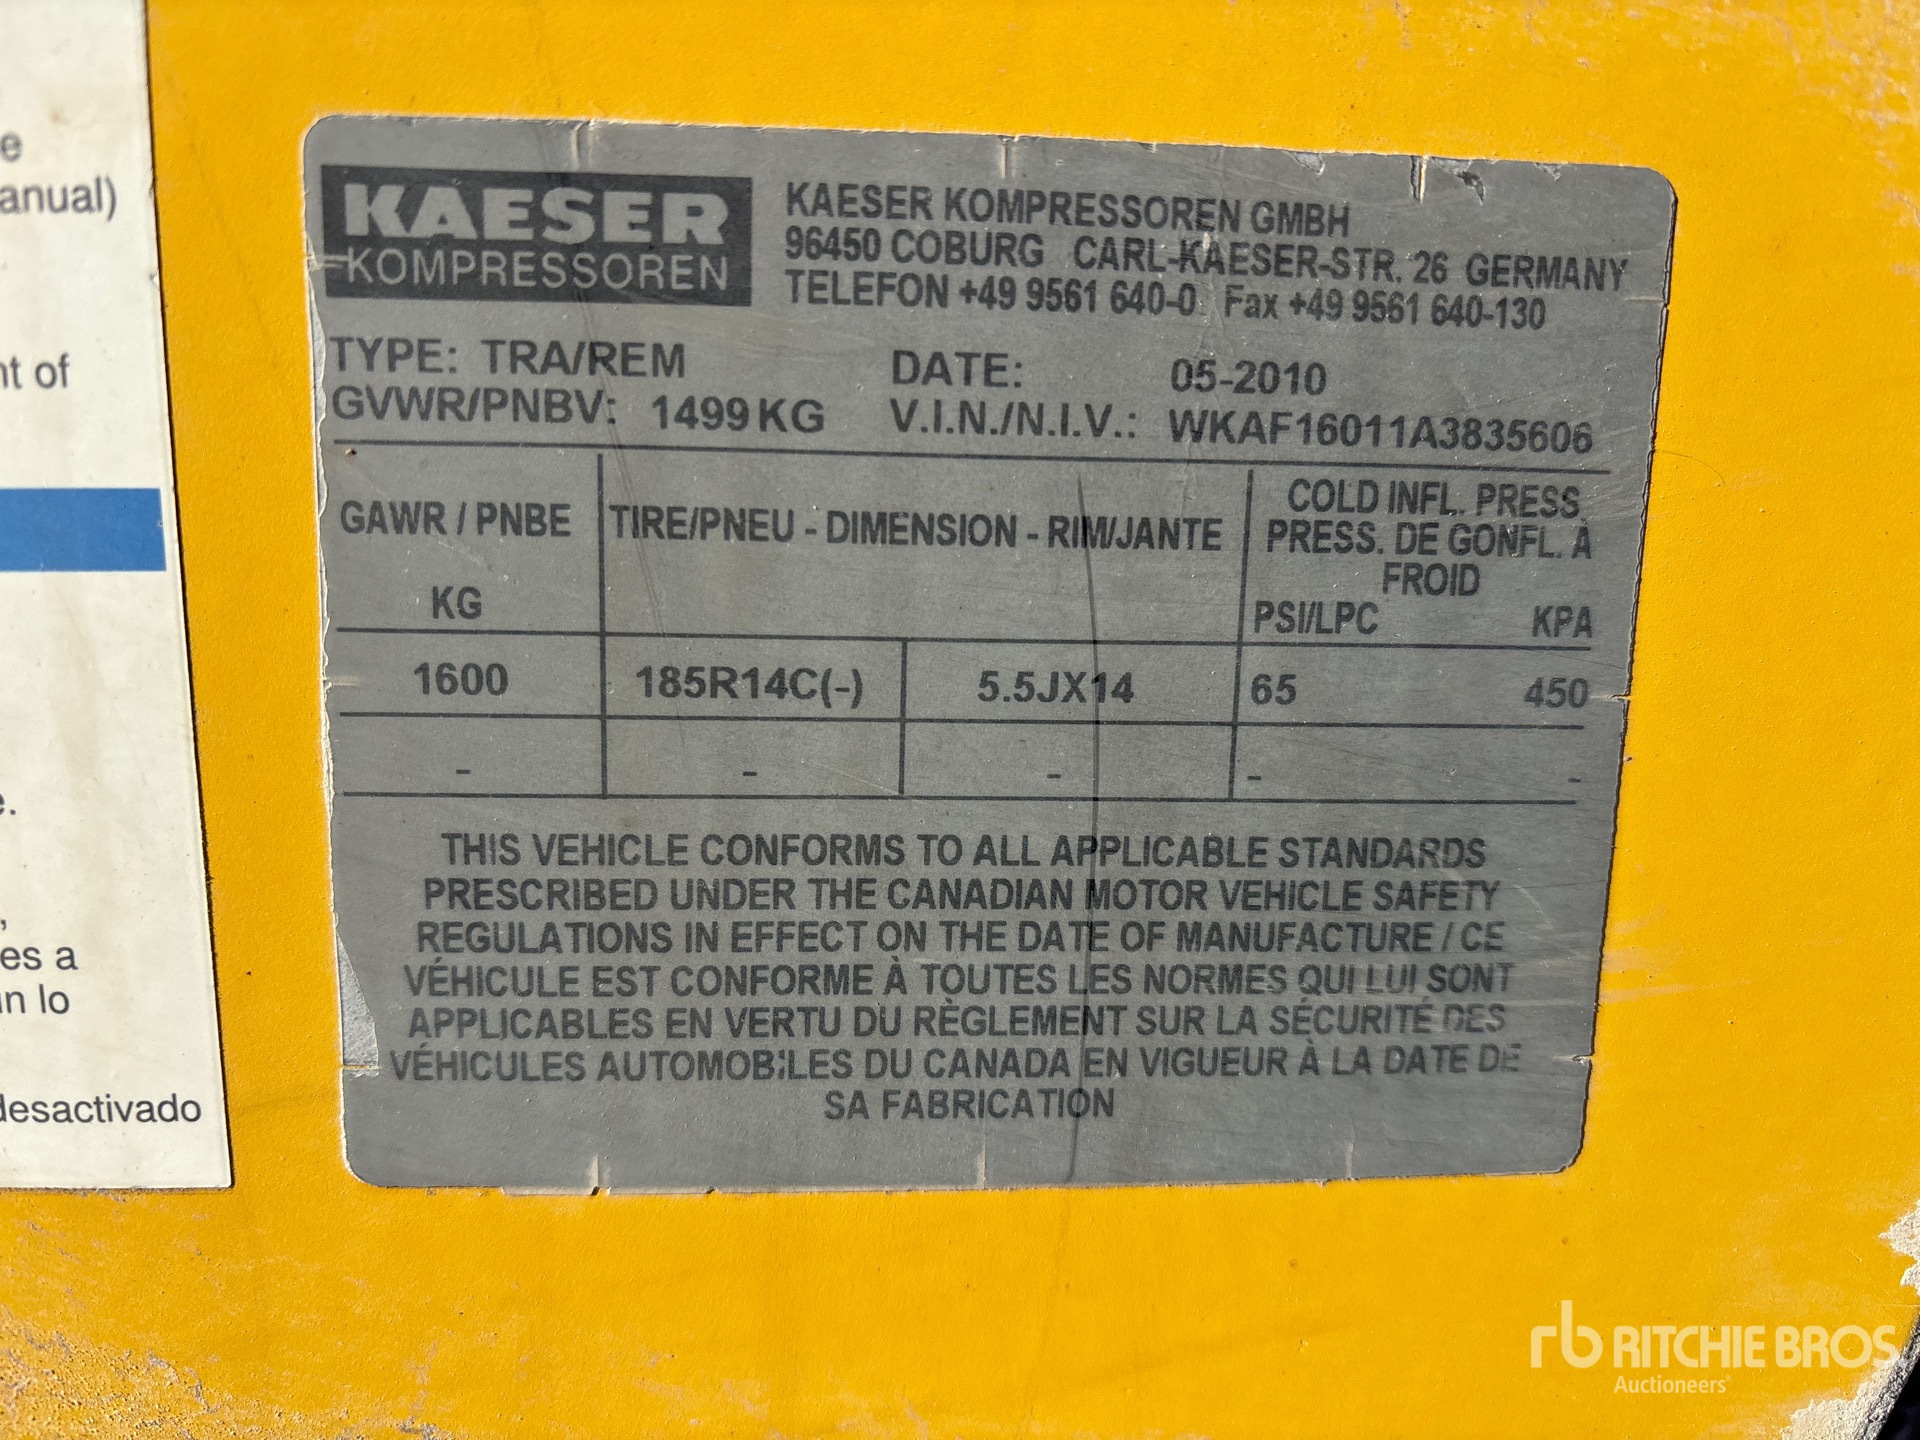 e
anual)
nt of
e.
,
es a
un lo
desactivado
KAESER
KOMPRESSOREN
KAESER KOMPRESSOREN GMBH
96450 COBURG CARL-KAESER-STR. 26 GERMANY
TELEFON +49 9561 640-0 Fax +49 9561 640-130
TYPE: TRA/REM DATE: 05-2010
GVWR/PNBV: 1499KG V.I.N./N.I.V.: WKAF16011A3835606
GAWR / PNBE TIRE/PNEU - DIMENSION - RIM/JANTE COLD INFL. PRESS
PRESS. DE GONFL. À
FROID
KG PSI/LPC KPA
1600 185R14C(-) 5.5JX14 65 450
- - - - -
THIS VEHICLE CONFORMS TO ALL APPLICABLE STANDARDS
PRESCRIBED UNDER THE CANADIAN MOTOR VEHICLE SAFETY
REGULATIONS IN EFFECT ON THE DATE OF MANUFACTURE / CE
VÉHICULE EST CONFORME À TOUTES LES NORMES QUI LUI SONT
APPLICABLES EN VERTU DU RÈGLEMENT SUR LA SÉCURITÉ DES
VÉHICULES AUTOMOBILES DU CANADA EN VIGUEUR À LA DATE DE
SA FABRICATION
rb RITCHIE BROS
Auctioneers